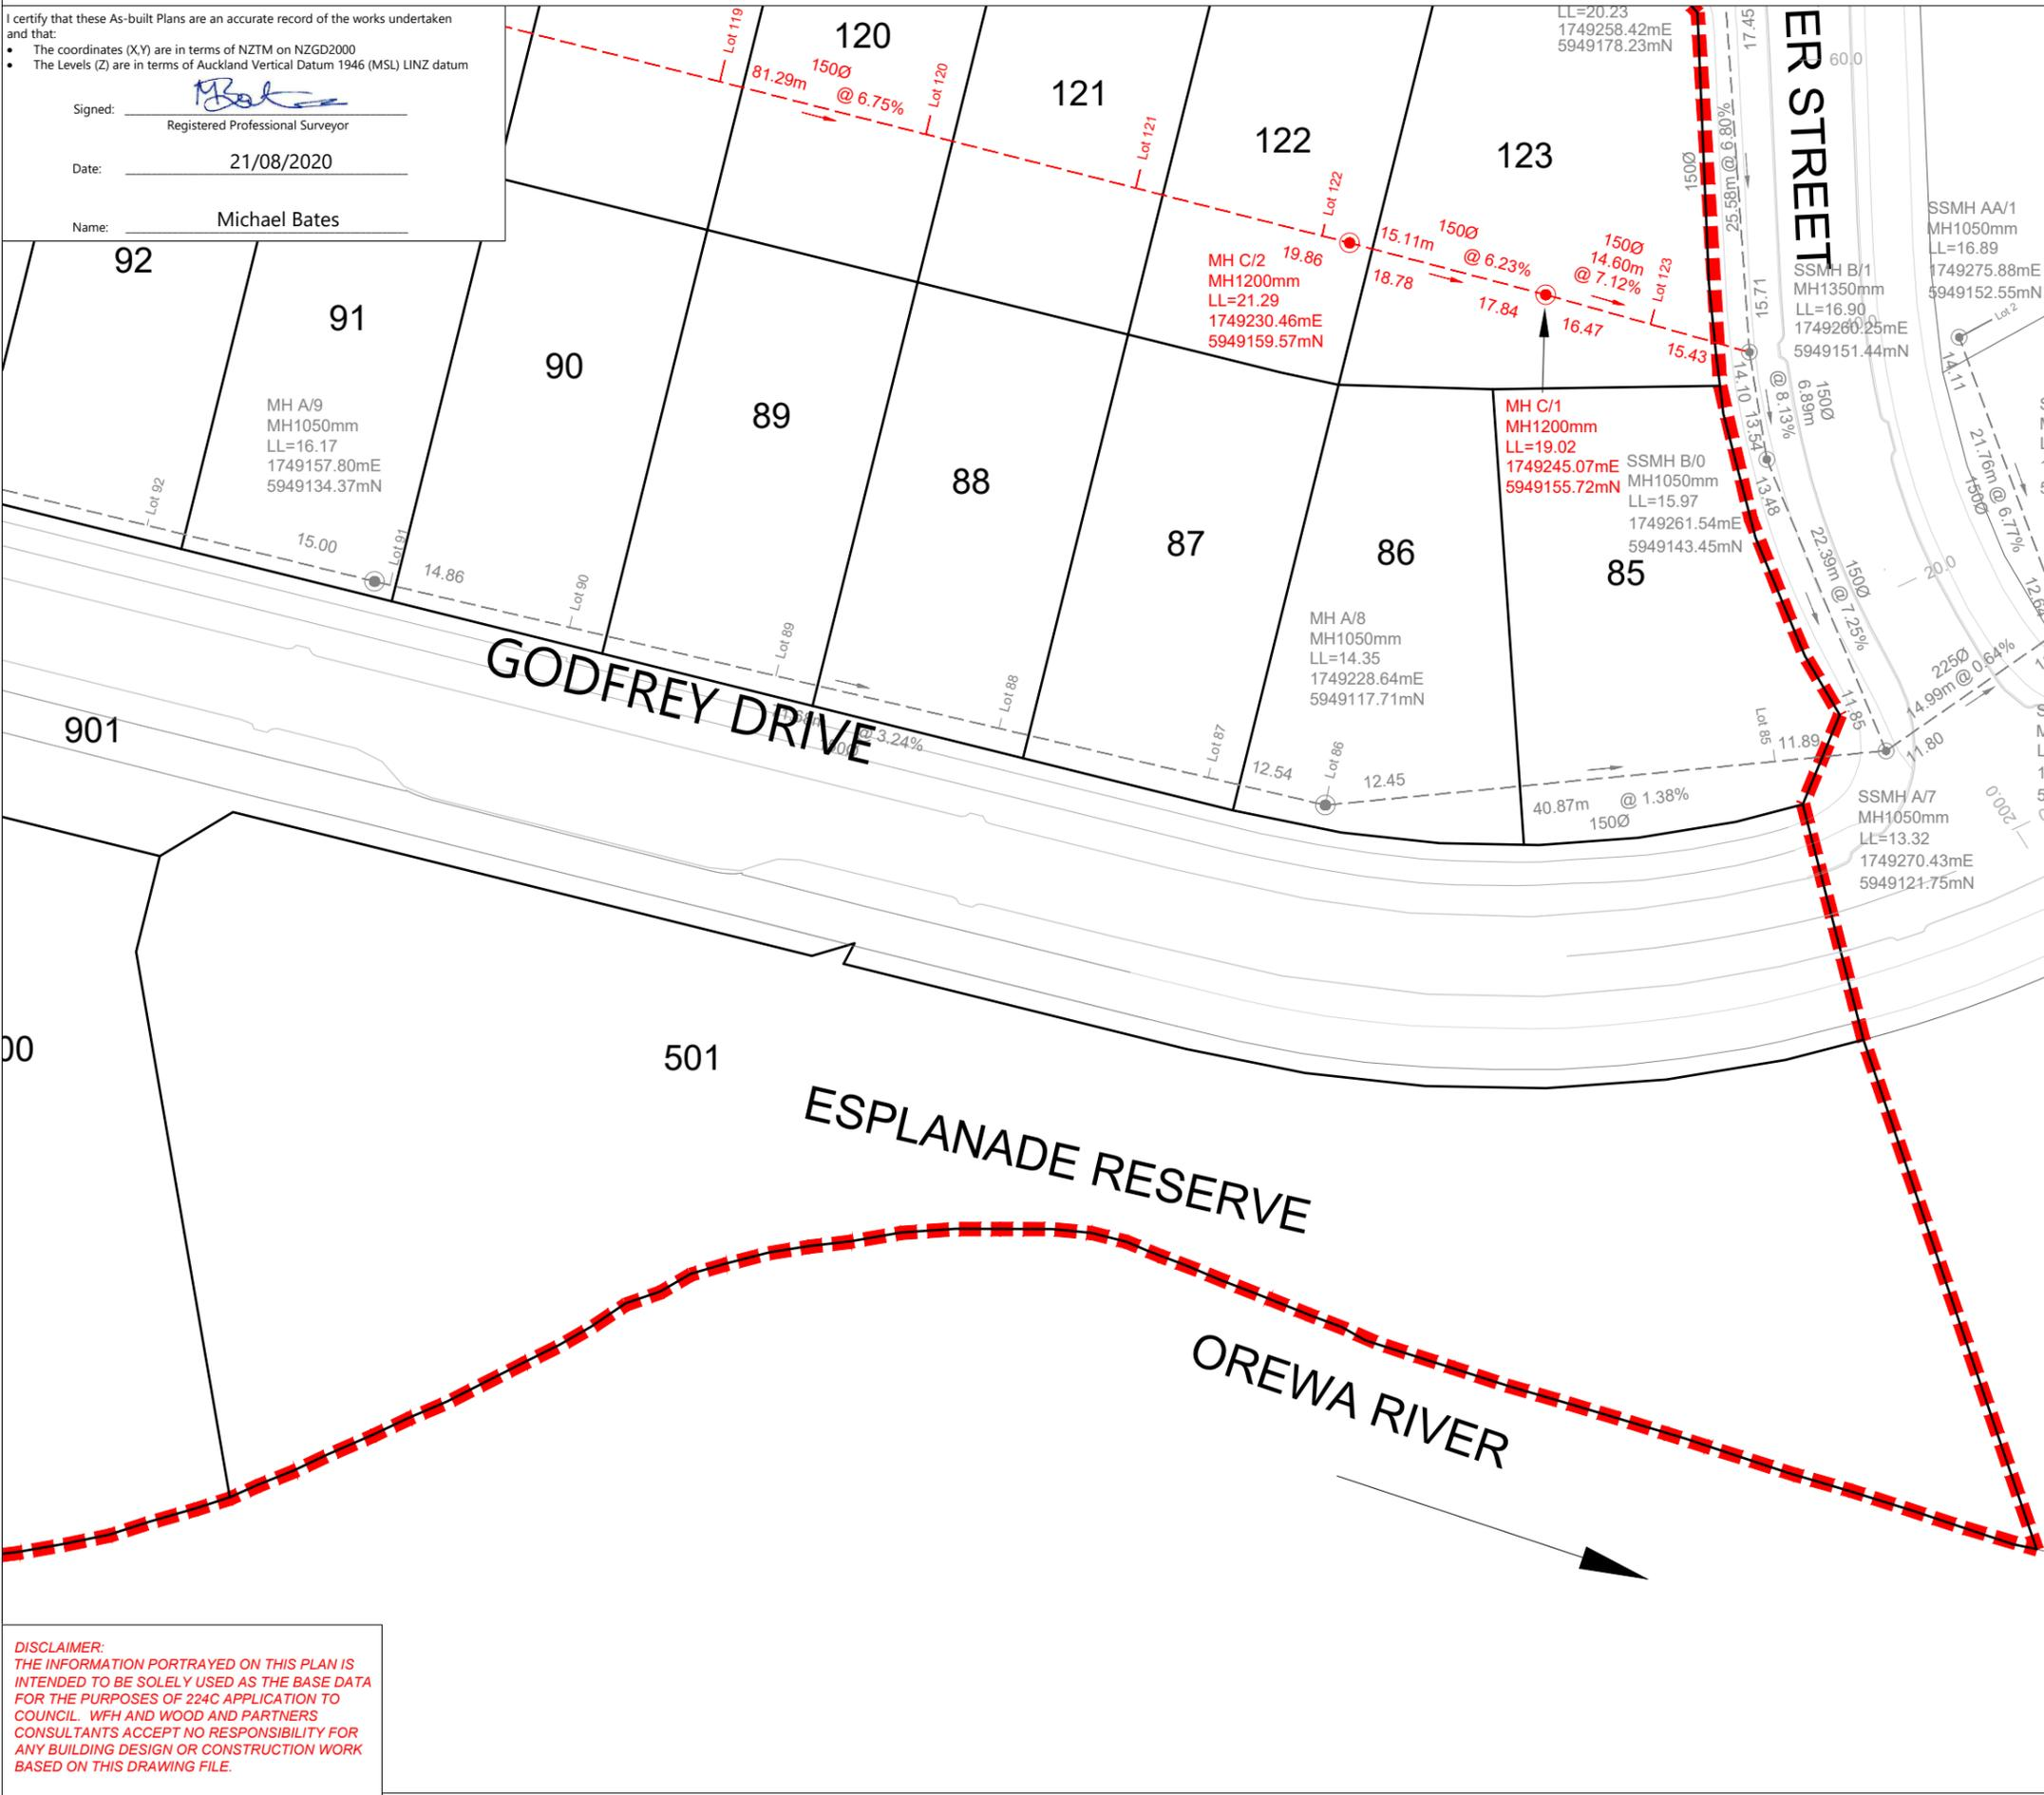 I certify that these As-built Plans are an accurate record of the works undertaken
and that:
• The coordinates (X,Y) are in terms of NZTM on NZGD2000
• The Levels (Z) are in terms of Auckland Vertical Datum 1946 (MSL) LINZ datum
Signed:
Registered Professional Surveyor
Date: 21/08/2020
Name: Michael Bates
Lot 119
120
81.29m
150Ø
@ 6.75%
Lot 120
121
Lot 121
122
Lot 122
123
LL=20.23
1749258.42mE
5949178.23mN
17.45
ER STREET
60.0
150Ø
25.58m @ 6.80%
15.71
MH C/2
MH1200mm
LL=21.29
1749230.46mE
5949159.57mN
19.86
15.11m
150Ø
@ 6.23%
18.78
17.84
150Ø
14.60m
@ 7.12%
Lot 123
16.47
15.43
SSMH AA/1
MH1050mm
LL=16.89
1749275.88mE
5949152.55mN
SSMH B/1
MH1350mm
LL=16.90
1749260.25mE
5949151.44mN
40.0
Lot 2
14.11
21.76m @ 6.77%
150Ø
12.64
14.10
@ 8.13%
6.89m
150Ø
13.54
13.48
92
91
90
89
88
87
86
85
MH A/9
MH1050mm
LL=16.17
1749157.80mE
5949134.37mN
MH C/1
MH1200mm
LL=19.02
1749245.07mE
5949155.72mN
SSMH B/0
MH1050mm
LL=15.97
1749261.54mE
5949143.45mN
Lot 92
15.00
Lot 91
14.86
Lot 90
Lot 89
Lot 88
Lot 87
12.54
Lot 86
12.45
MH A/8
MH1050mm
LL=14.35
1749228.64mE
5949117.71mN
22.39m @ 7.25%
150Ø
20.0
225Ø
14.99m @ 0.64%
11.85
Lot 85
11.89
11.80
40.87m
@ 1.38%
150Ø
SSMH A/7
MH1050mm
LL=13.32
1749270.43mE
5949121.75mN
200.0
GODFREY DRIVE
@ 3.24%
901
00
501
ESPLANADE RESERVE
OREWA RIVER
DISCLAIMER:
THE INFORMATION PORTRAYED ON THIS PLAN IS
INTENDED TO BE SOLELY USED AS THE BASE DATA
FOR THE PURPOSES OF 224C APPLICATION TO
COUNCIL. WFH AND WOOD AND PARTNERS
CONSULTANTS ACCEPT NO RESPONSIBILITY FOR
ANY BUILDING DESIGN OR CONSTRUCTION WORK
BASED ON THIS DRAWING FILE.